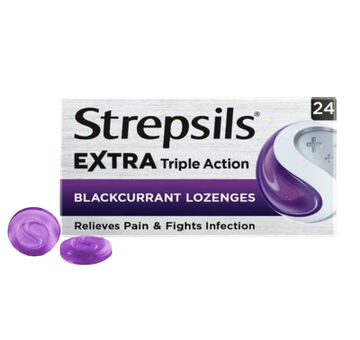 24
Strepsils®
EXTRA Triple Action
BLACKCURRANT LOZENGES
Relieves Pain & Fights Infection